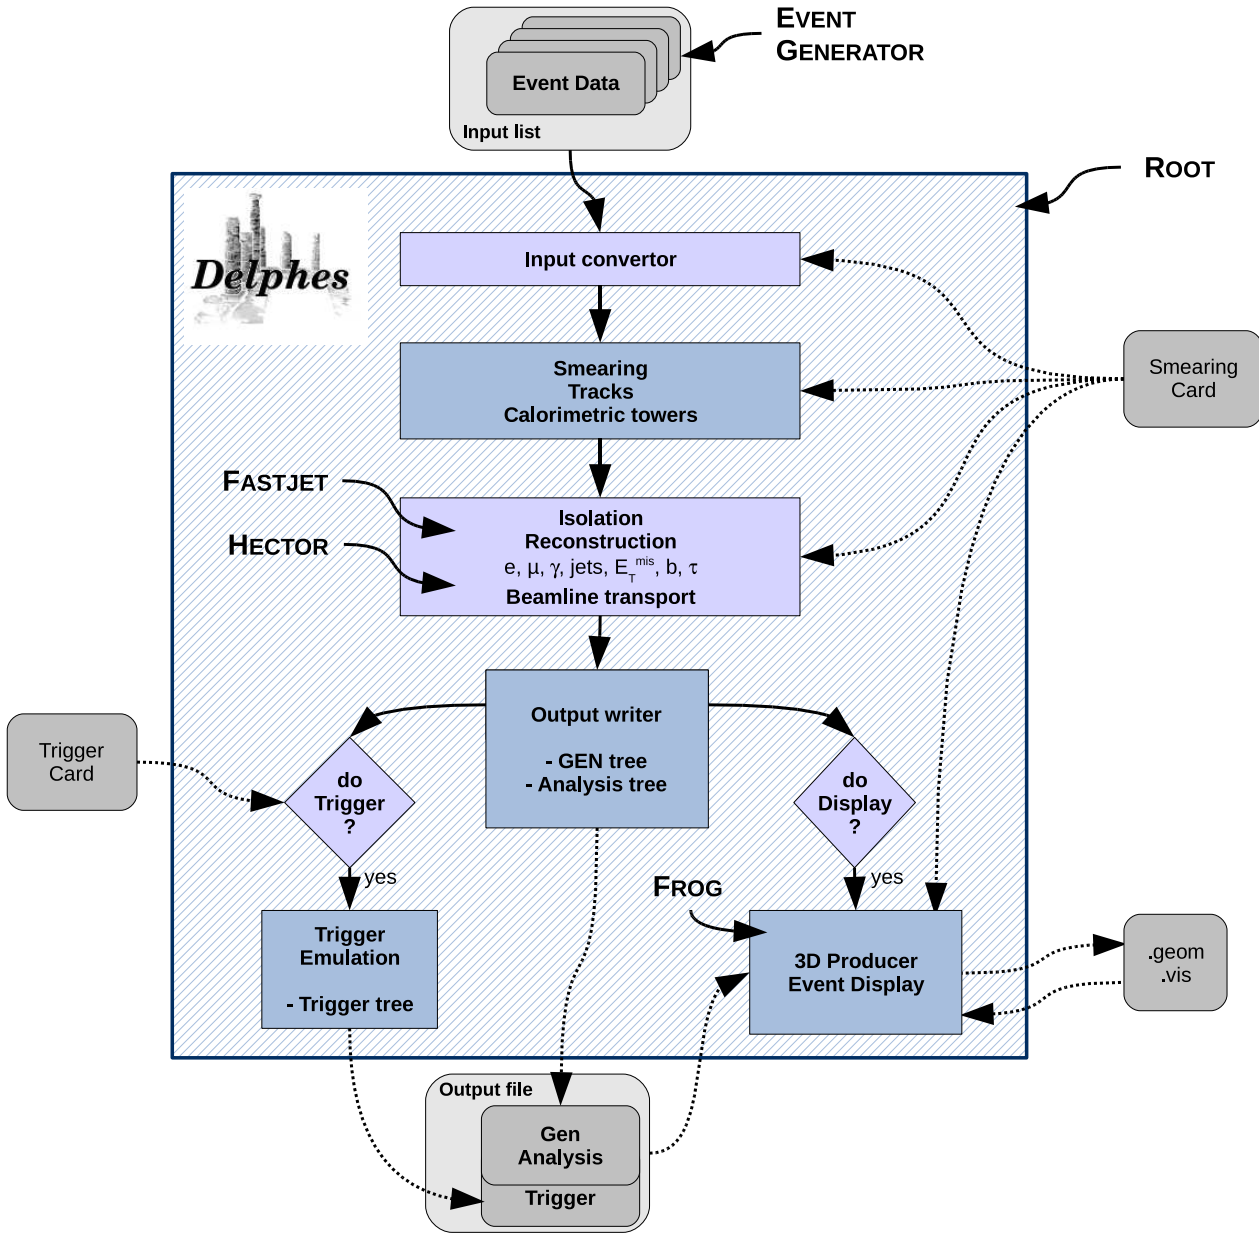 EVENT
GENERATOR
Event Data
Input list
ROOT
Delphes
Input convertor
Smearing
Tracks
Calorimetric towers
Smearing
Card
FASTJET
HECTOR
Isolation
Reconstruction
e, μ, γ, jets, E_T^mis, b, τ
Beamline transport
Output writer
- GEN tree
- Analysis tree
Trigger
Card
do
Trigger
?
do
Display
?
yes
yes
FROG
Trigger
Emulation
- Trigger tree
3D Producer
Event Display
.geom
.vis
Output file
Gen
Analysis
Trigger